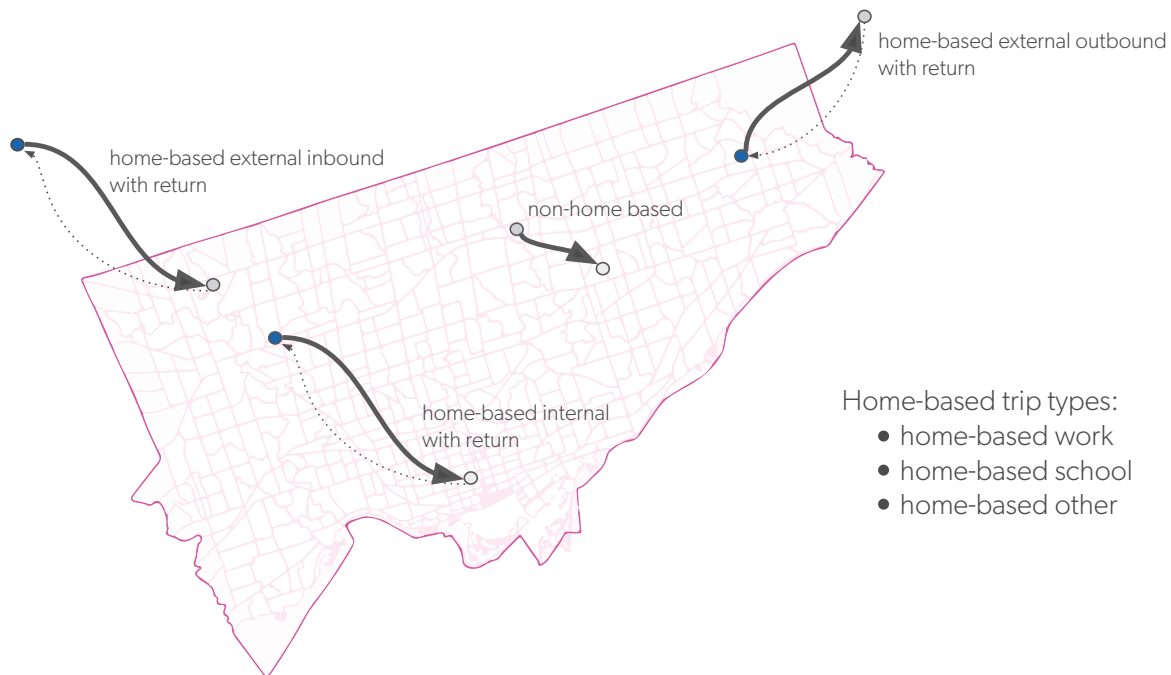 home-based external outbound
with return
home-based external inbound
with return
non-home based
home-based internal
with return
Home-based trip types:
• home-based work
• home-based school
• home-based other